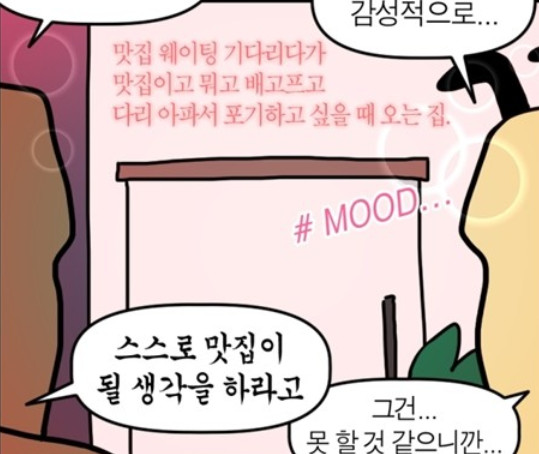 감성적으로...
맛집 웨이팅 기다리다가
맛집이고 뭐고 배고프고
다리 아파서 포기하고 싶을 때 오는 집.
# MOOD...
스스로 맛집이
될 생각을 하라고
그건...
못 할 것 같으니깐...